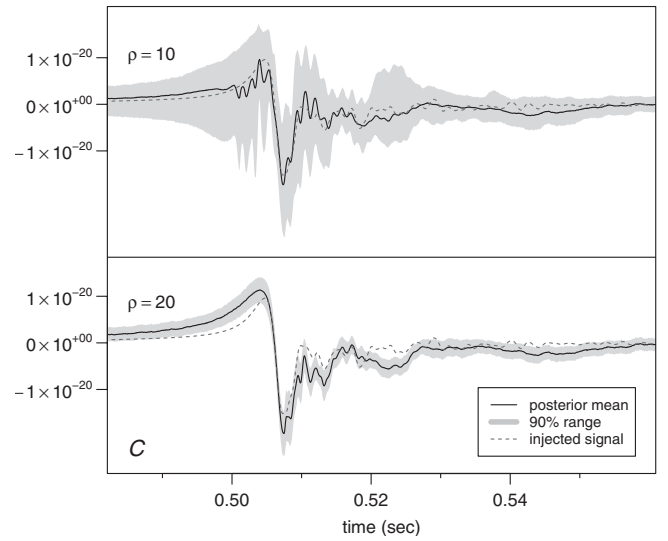 1 × 10⁻²⁰
ρ = 10
0 × 10⁺⁰⁰
− 1 × 10⁻²⁰
1 × 10⁻²⁰
ρ = 20
0 × 10⁺⁰⁰
− 1 × 10⁻²⁰
posterior mean
90% range
injected signal
C
0.50
0.52
0.54
time (sec)